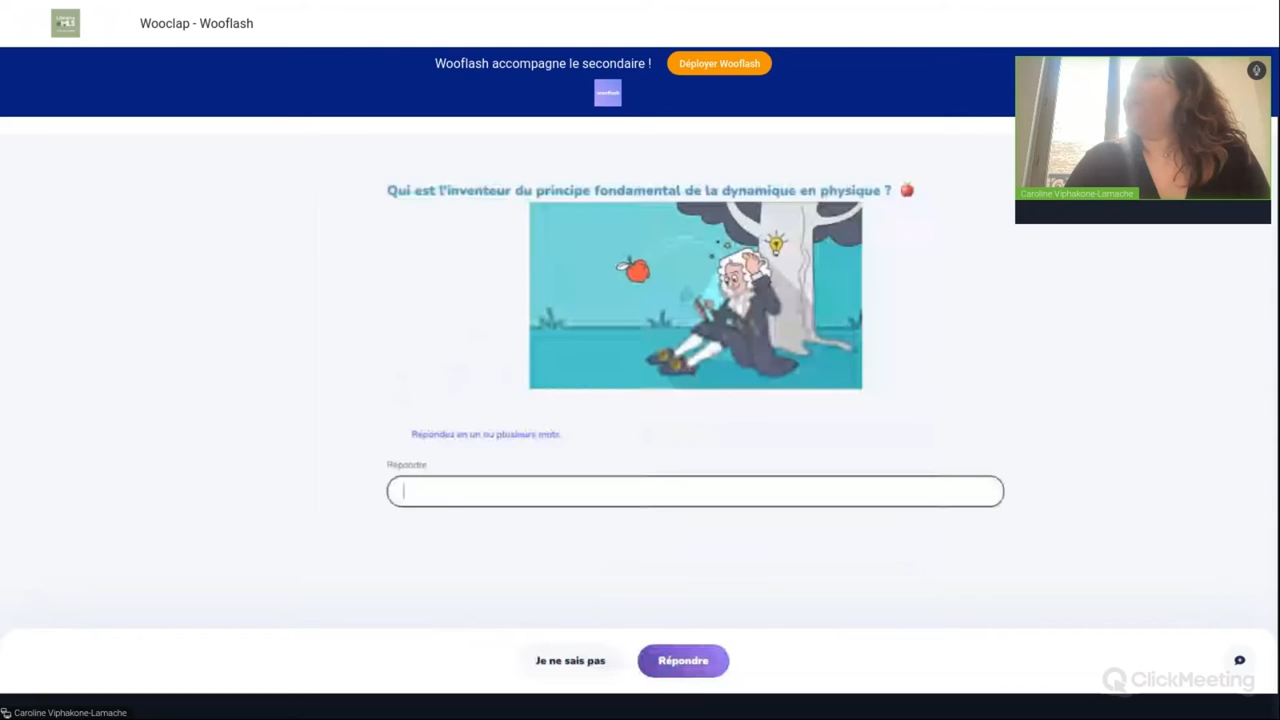 Wooclap - Wooflash
Wooflash accompagne le secondaire !
Déployer Wooflash
wooflash
Caroline Viphakone-Lamache
Qui est l'inventeur du principe fondamental de la dynamique en physique ?
Répondez en un ou plusieurs mots.
Répondre
Je ne sais pas
Répondre
ClickMeeting
Caroline Viphakone-Lamache